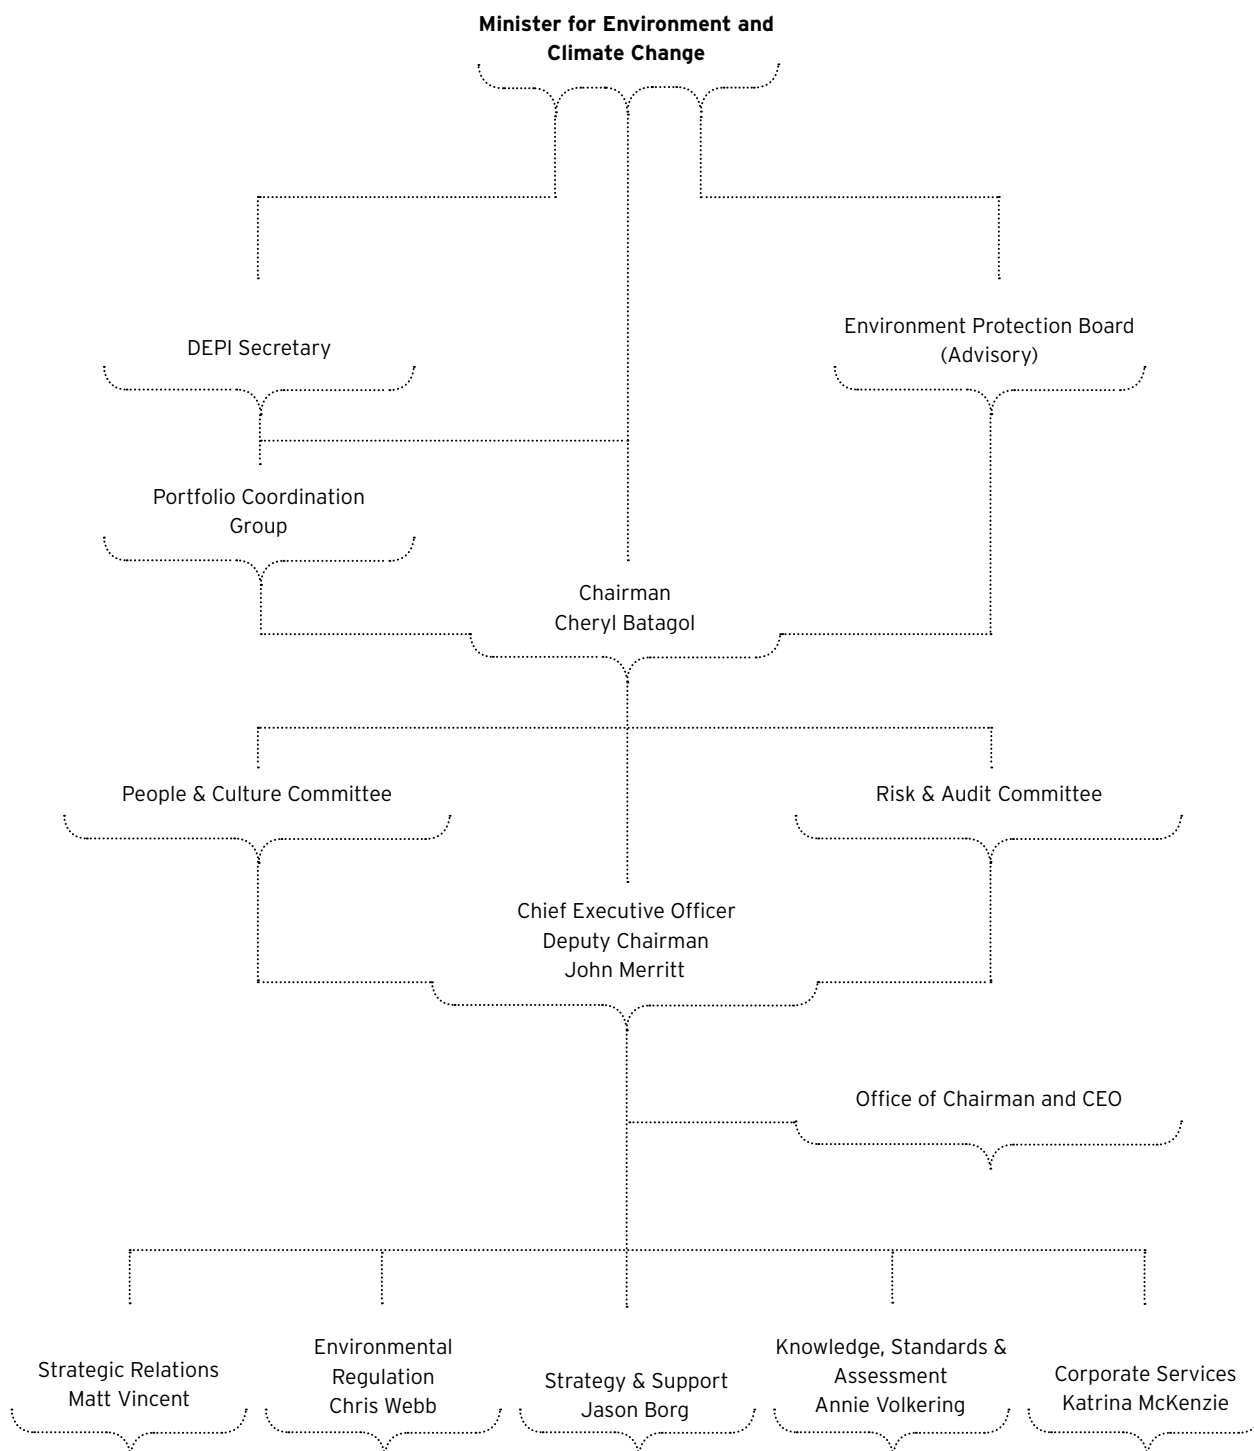 Minister for Environment and
Climate Change
DEPI Secretary
Environment Protection Board
(Advisory)
Portfolio Coordination
Group
Chairman
Cheryl Batagol
People & Culture Committee
Risk & Audit Committee
Chief Executive Officer
Deputy Chairman
John Merritt
Office of Chairman and CEO
Strategic Relations
Matt Vincent
Environmental
Regulation
Chris Webb
Strategy & Support
Jason Borg
Knowledge, Standards &
Assessment
Annie Volkering
Corporate Services
Katrina McKenzie